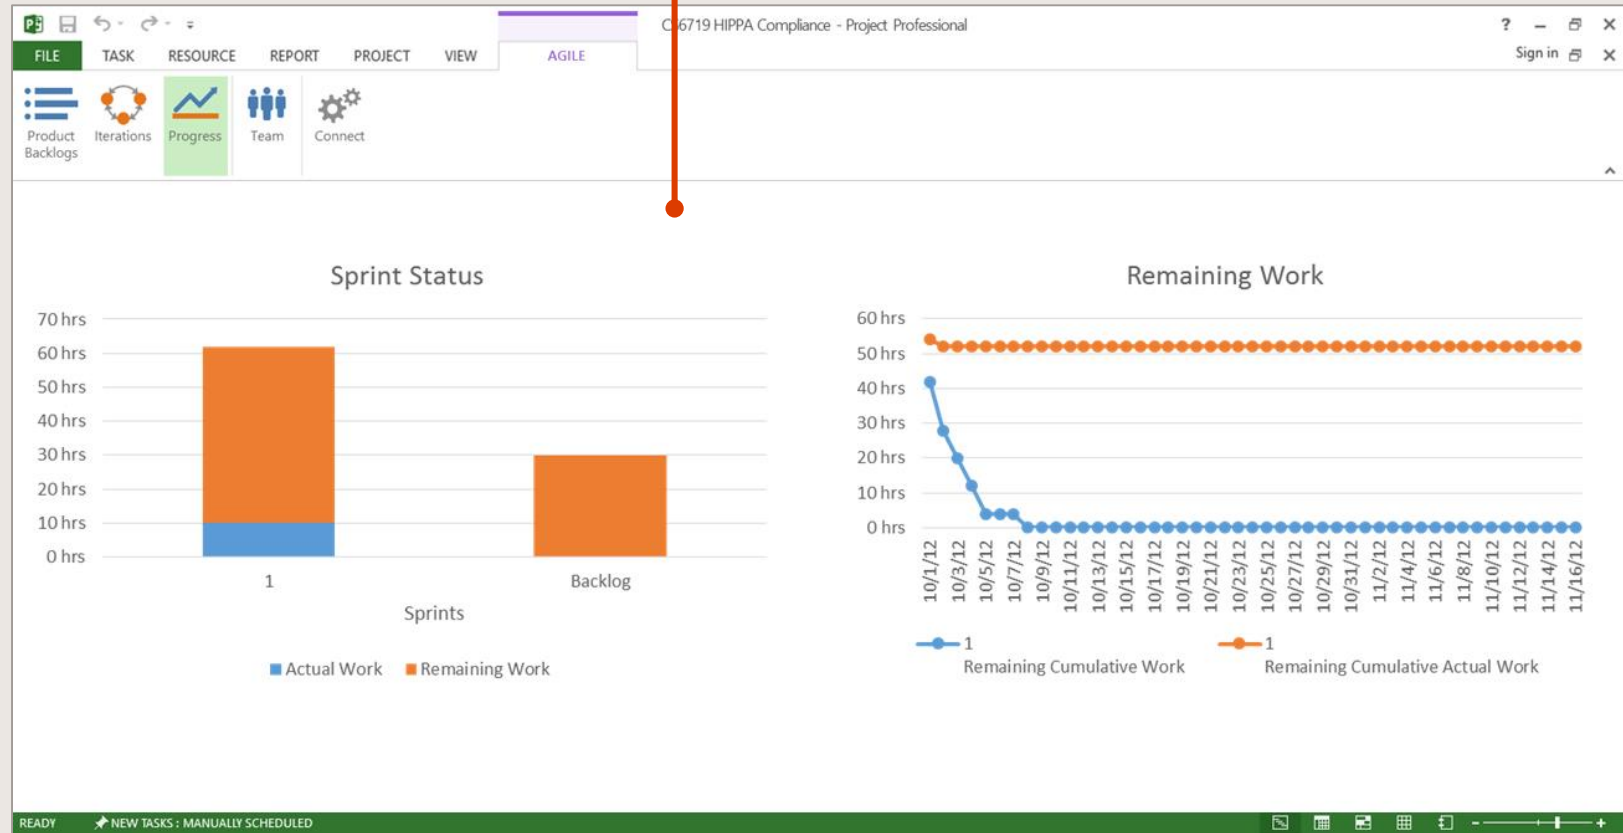 6719 HIPPA Compliance - Project Professional
?
FILE TASK RESOURCE REPORT PROJECT VIEW AGILE
Sign in
Product Backlogs
Iterations
Progress
Team
Connect
Sprint Status
70 hrs
60 hrs
50 hrs
40 hrs
30 hrs
20 hrs
10 hrs
0 hrs
1
Backlog
Sprints
Actual Work Remaining Work
Remaining Work
60 hrs
50 hrs
40 hrs
30 hrs
20 hrs
10 hrs
0 hrs
10/1/12
10/3/12
10/5/12
10/7/12
10/9/12
10/11/12
10/13/12
10/15/12
10/17/12
10/19/12
10/21/12
10/23/12
10/25/12
10/27/12
10/29/12
10/31/12
11/2/12
11/4/12
11/6/12
11/8/12
11/10/12
11/12/12
11/14/12
11/16/12
1
Remaining Cumulative Work
1
Remaining Cumulative Actual Work
READY NEW TASKS : MANUALLY SCHEDULED